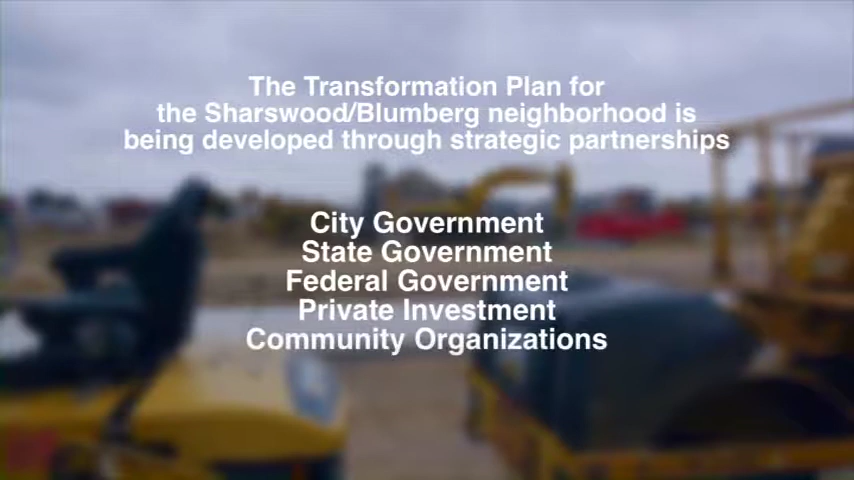 The Transformation Plan for
the Sharswood/Blumberg neighborhood is
being developed through strategic partnerships
City Government
State Government
Federal Government
Private Investment
Community Organizations